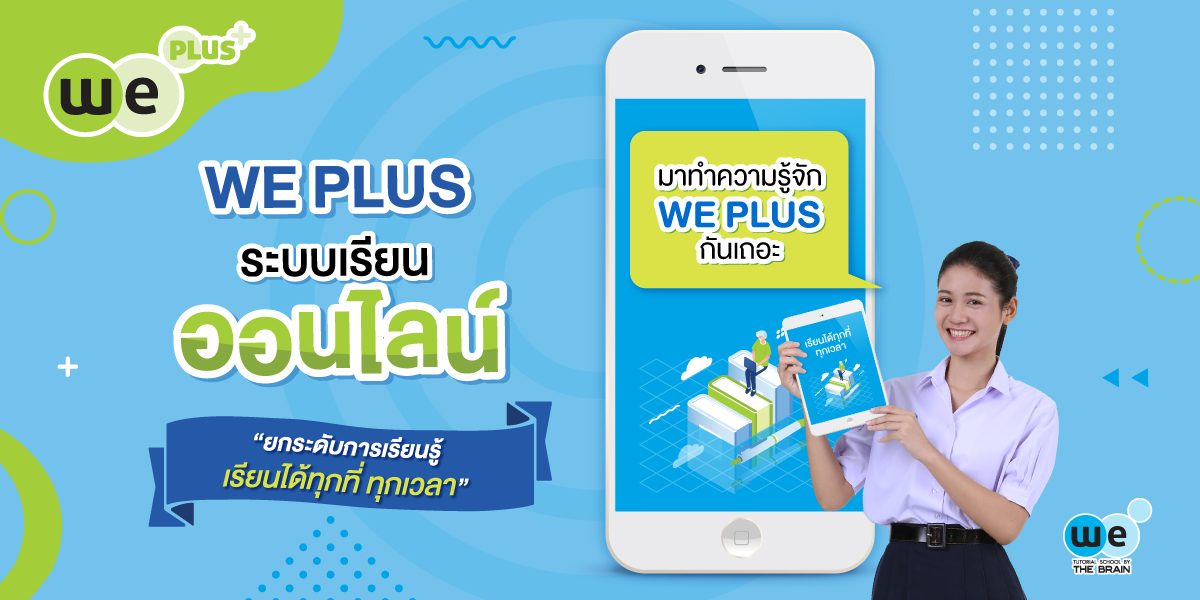 we PLUS+
WE PLUS
ระบบเรียน
ออนไลน์
“ยกระดับการเรียนรู้
เรียนได้ทุกที่ ทุกเวลา”
มาทำความรู้จัก
WE PLUS
กันเถอะ
เรียนได้ทุกที่
ทุกเวลา
we
TUTORIAL SCHOOL BY
THE BRAIN